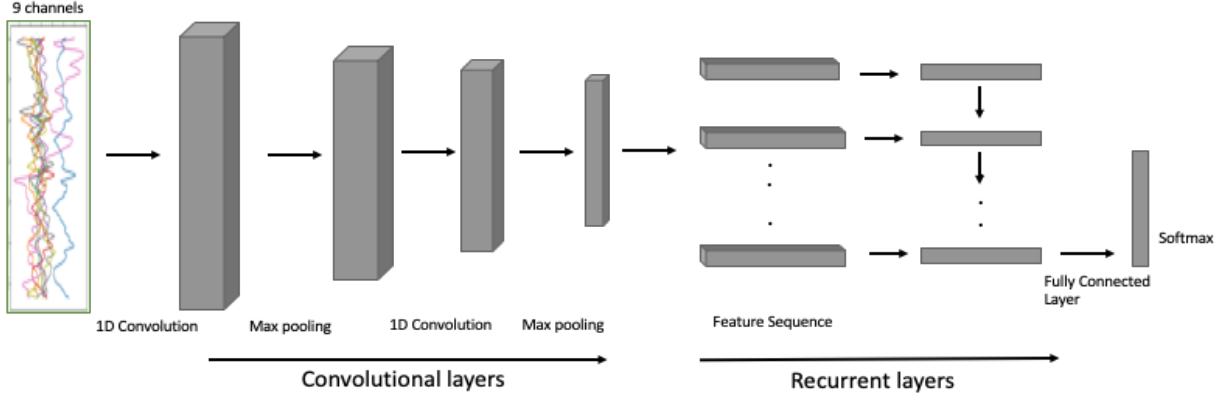 9 channels
1D Convolution
Max pooling
1D Convolution
Max pooling
Convolutional layers
Feature Sequence
Recurrent layers
Fully Connected
Layer
Softmax